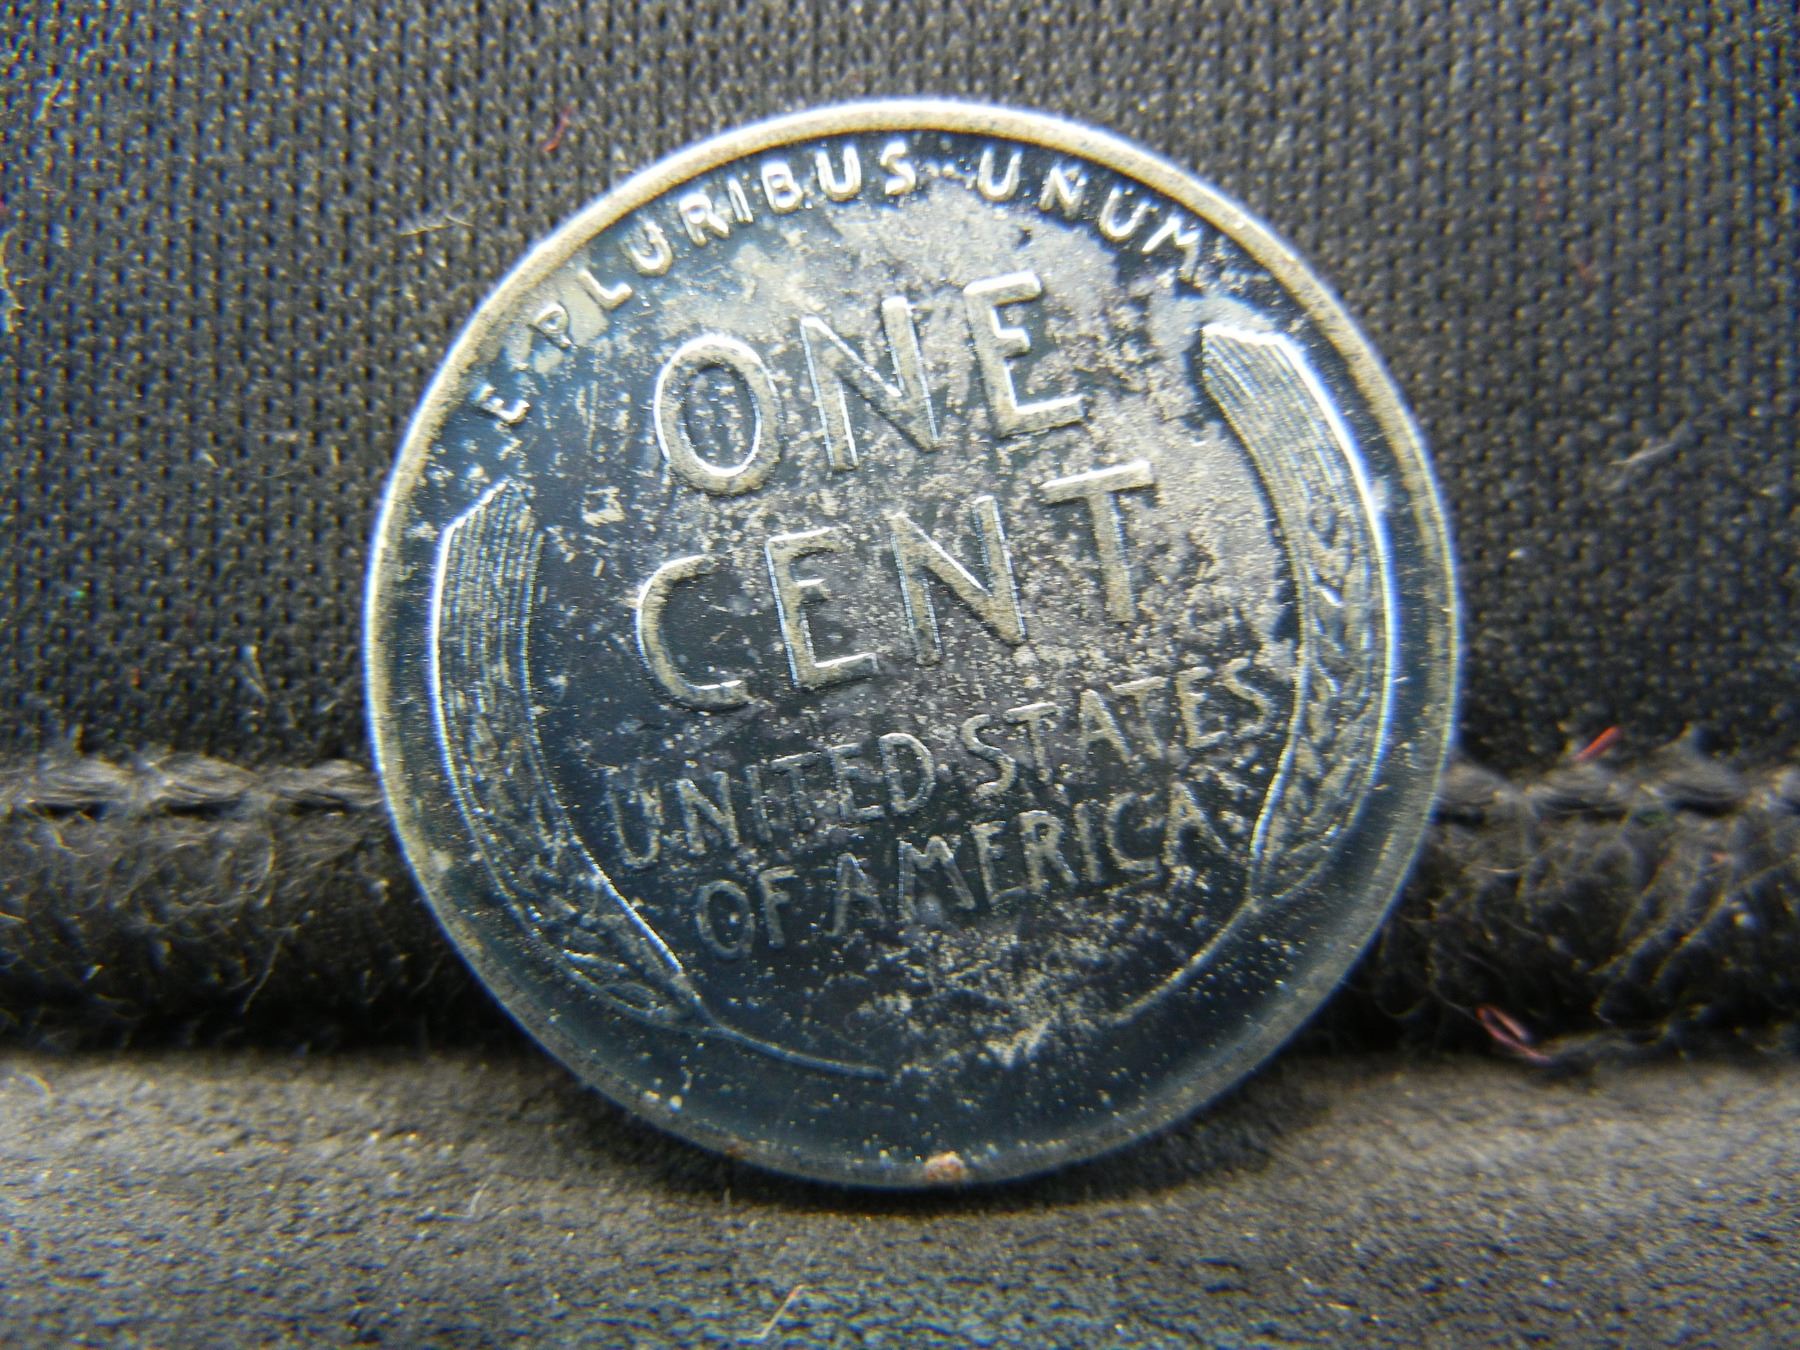 E·PLURIBUS·UNUM
ONE
CENT
UNITED STATES
OF AMERICA